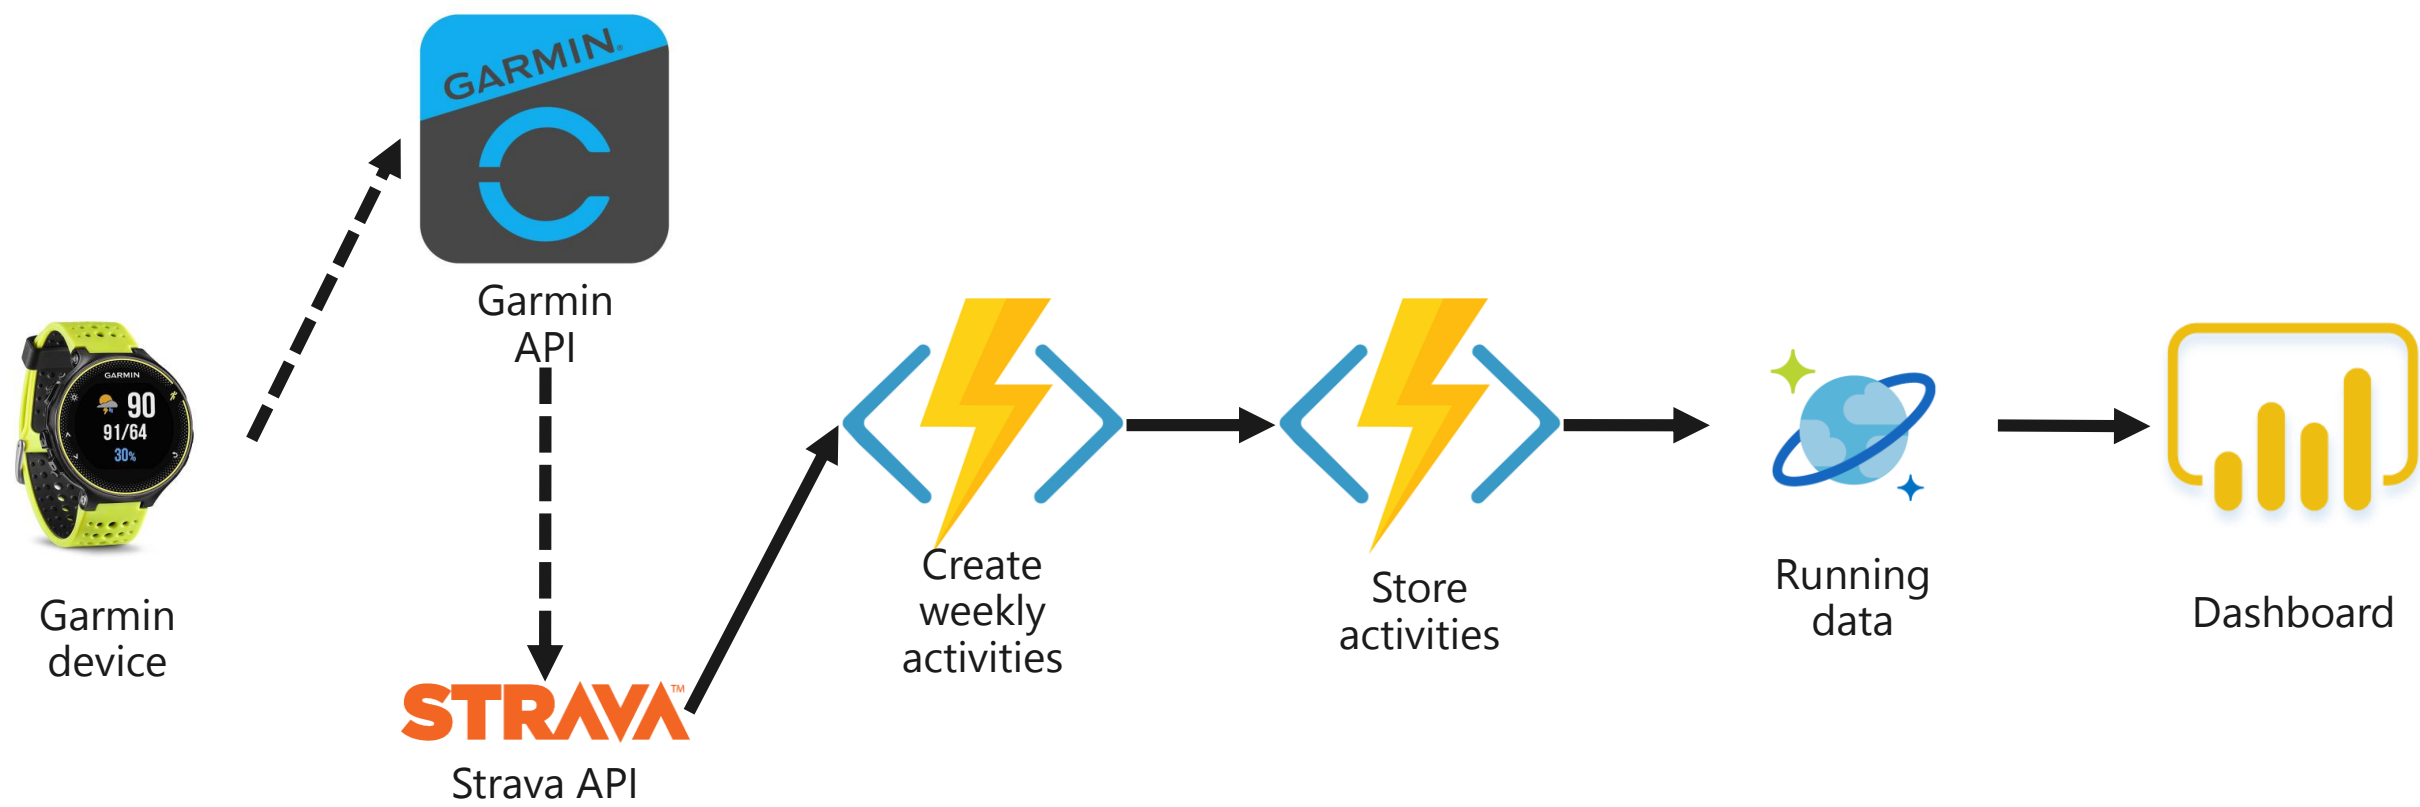 GARMIN
Garmin
API
GARMIN
90
91/64
30%
Garmin
device
STRAVA™
Strava API
Create
weekly
activities
Store
activities
Running
data
Dashboard